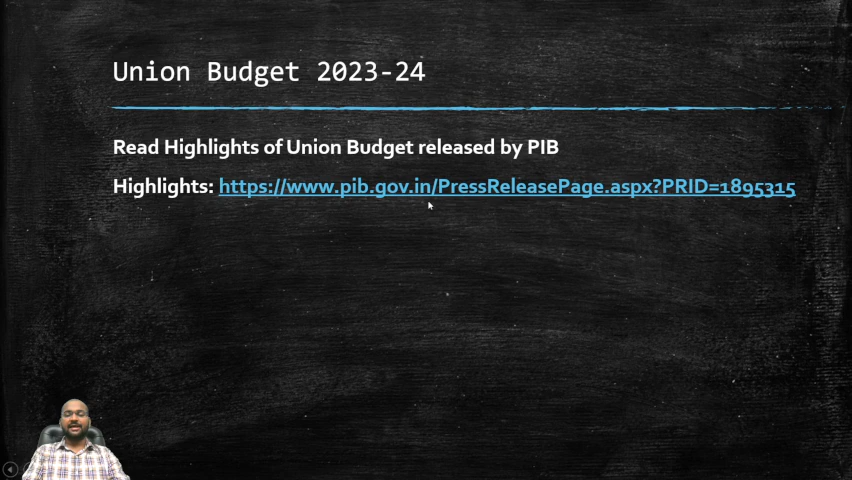 Union Budget 2023-24
Read Highlights of Union Budget released by PIB
Highlights: https://www.pib.gov.in/PressReleasePage.aspx?PRID=1895315